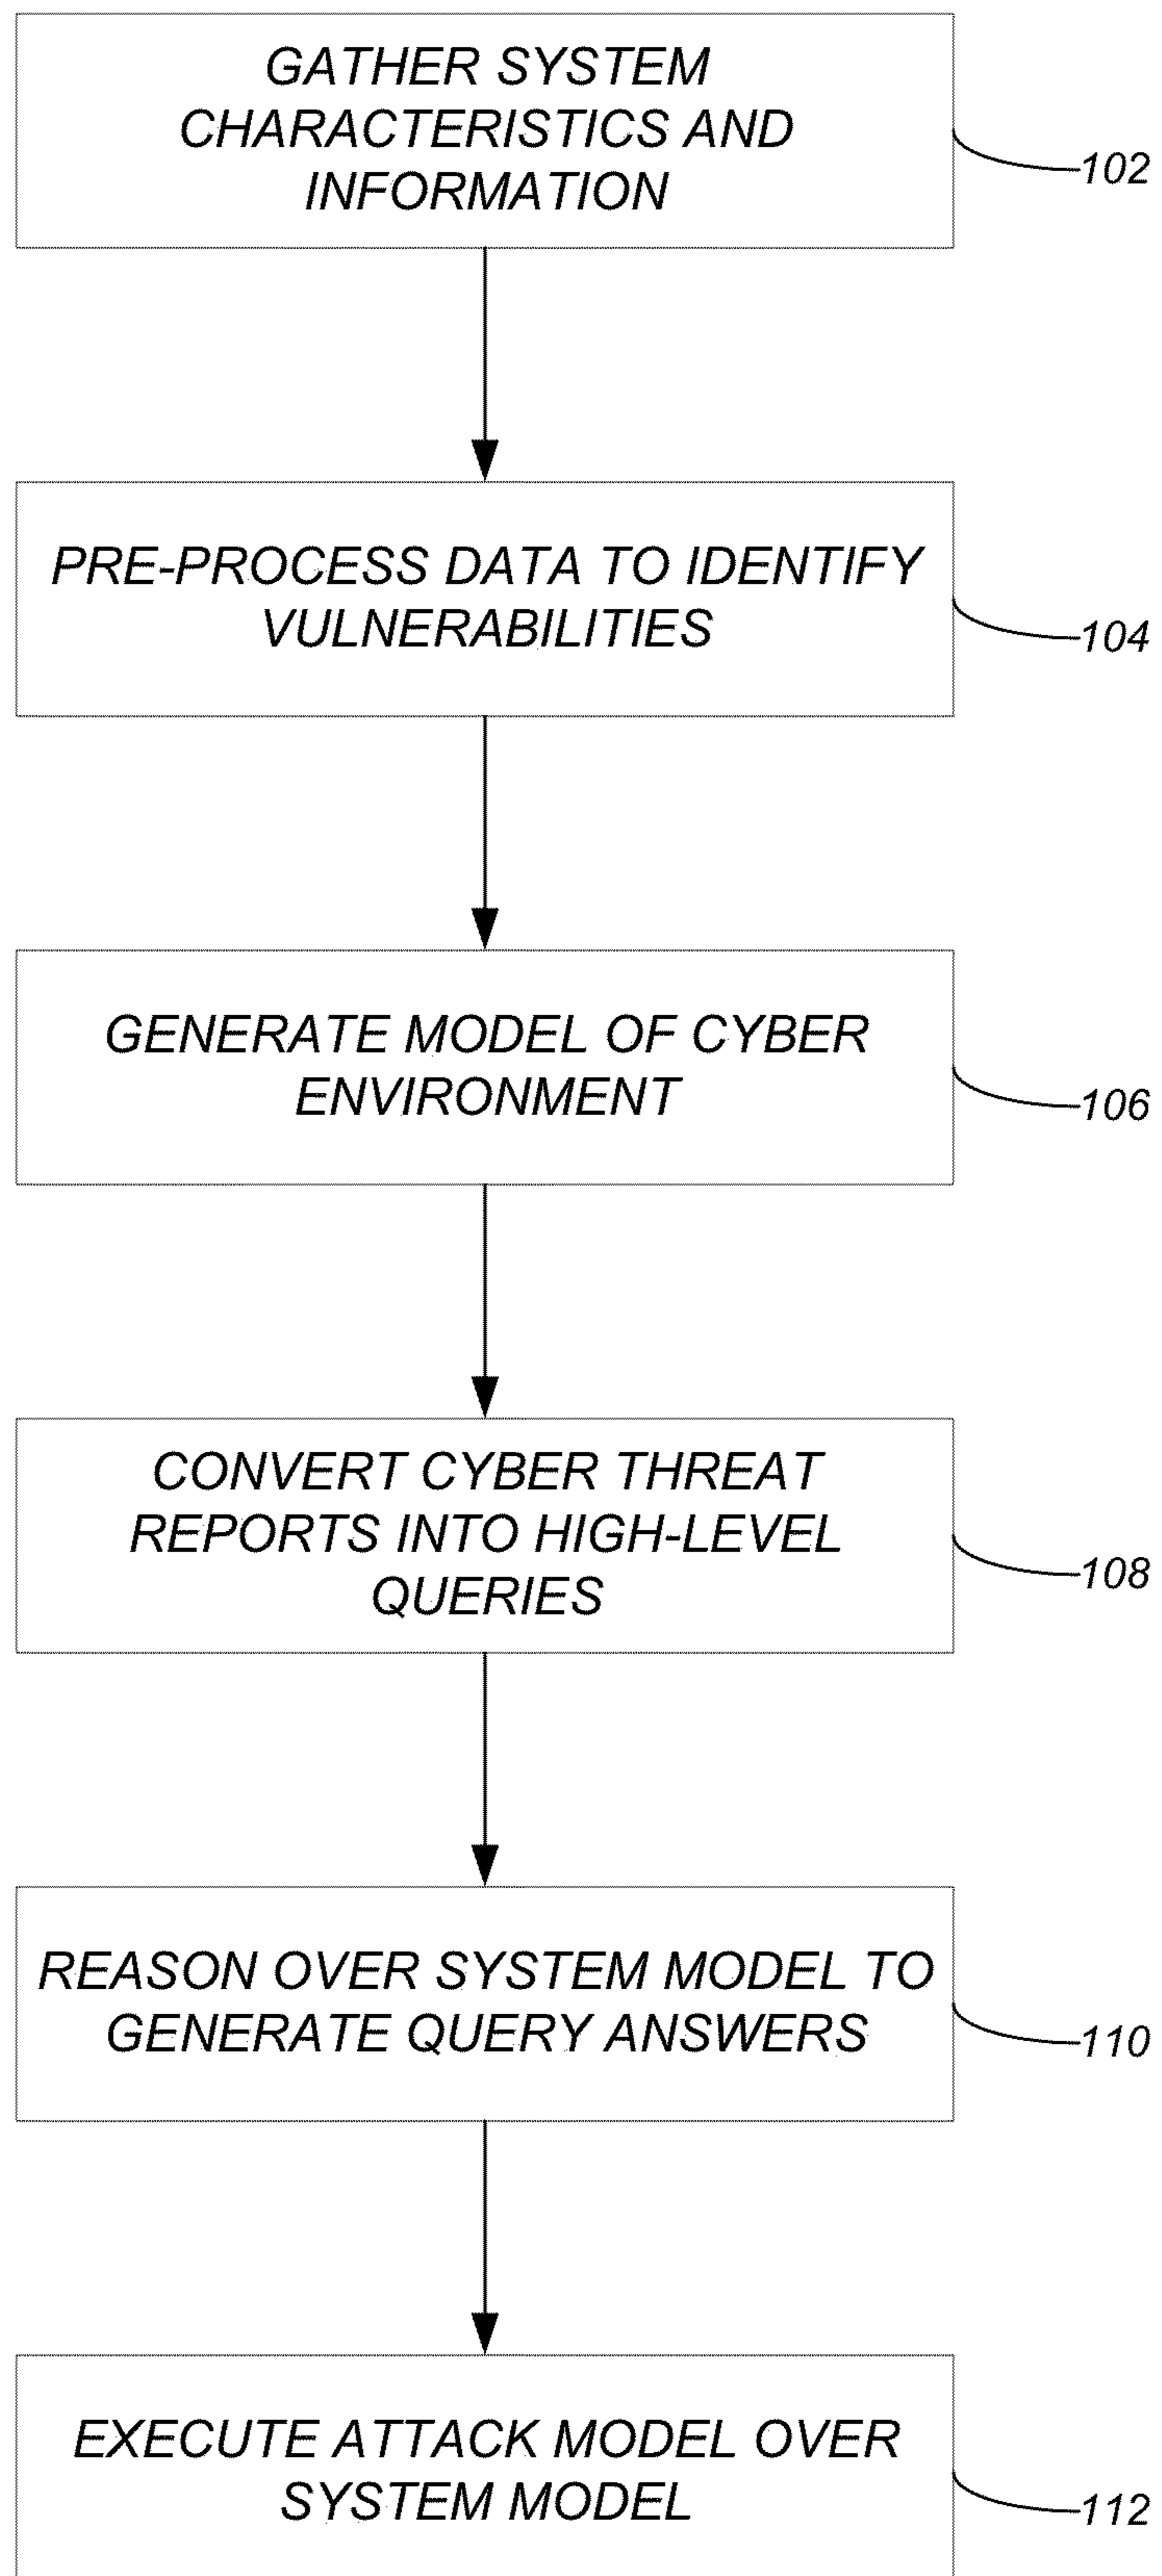 GATHER SYSTEM
CHARACTERISTICS AND
INFORMATION
102
PRE-PROCESS DATA TO IDENTIFY
VULNERABILITIES
104
GENERATE MODEL OF CYBER
ENVIRONMENT
106
CONVERT CYBER THREAT
REPORTS INTO HIGH-LEVEL
QUERIES
108
REASON OVER SYSTEM MODEL TO
GENERATE QUERY ANSWERS
110
EXECUTE ATTACK MODEL OVER
SYSTEM MODEL
112